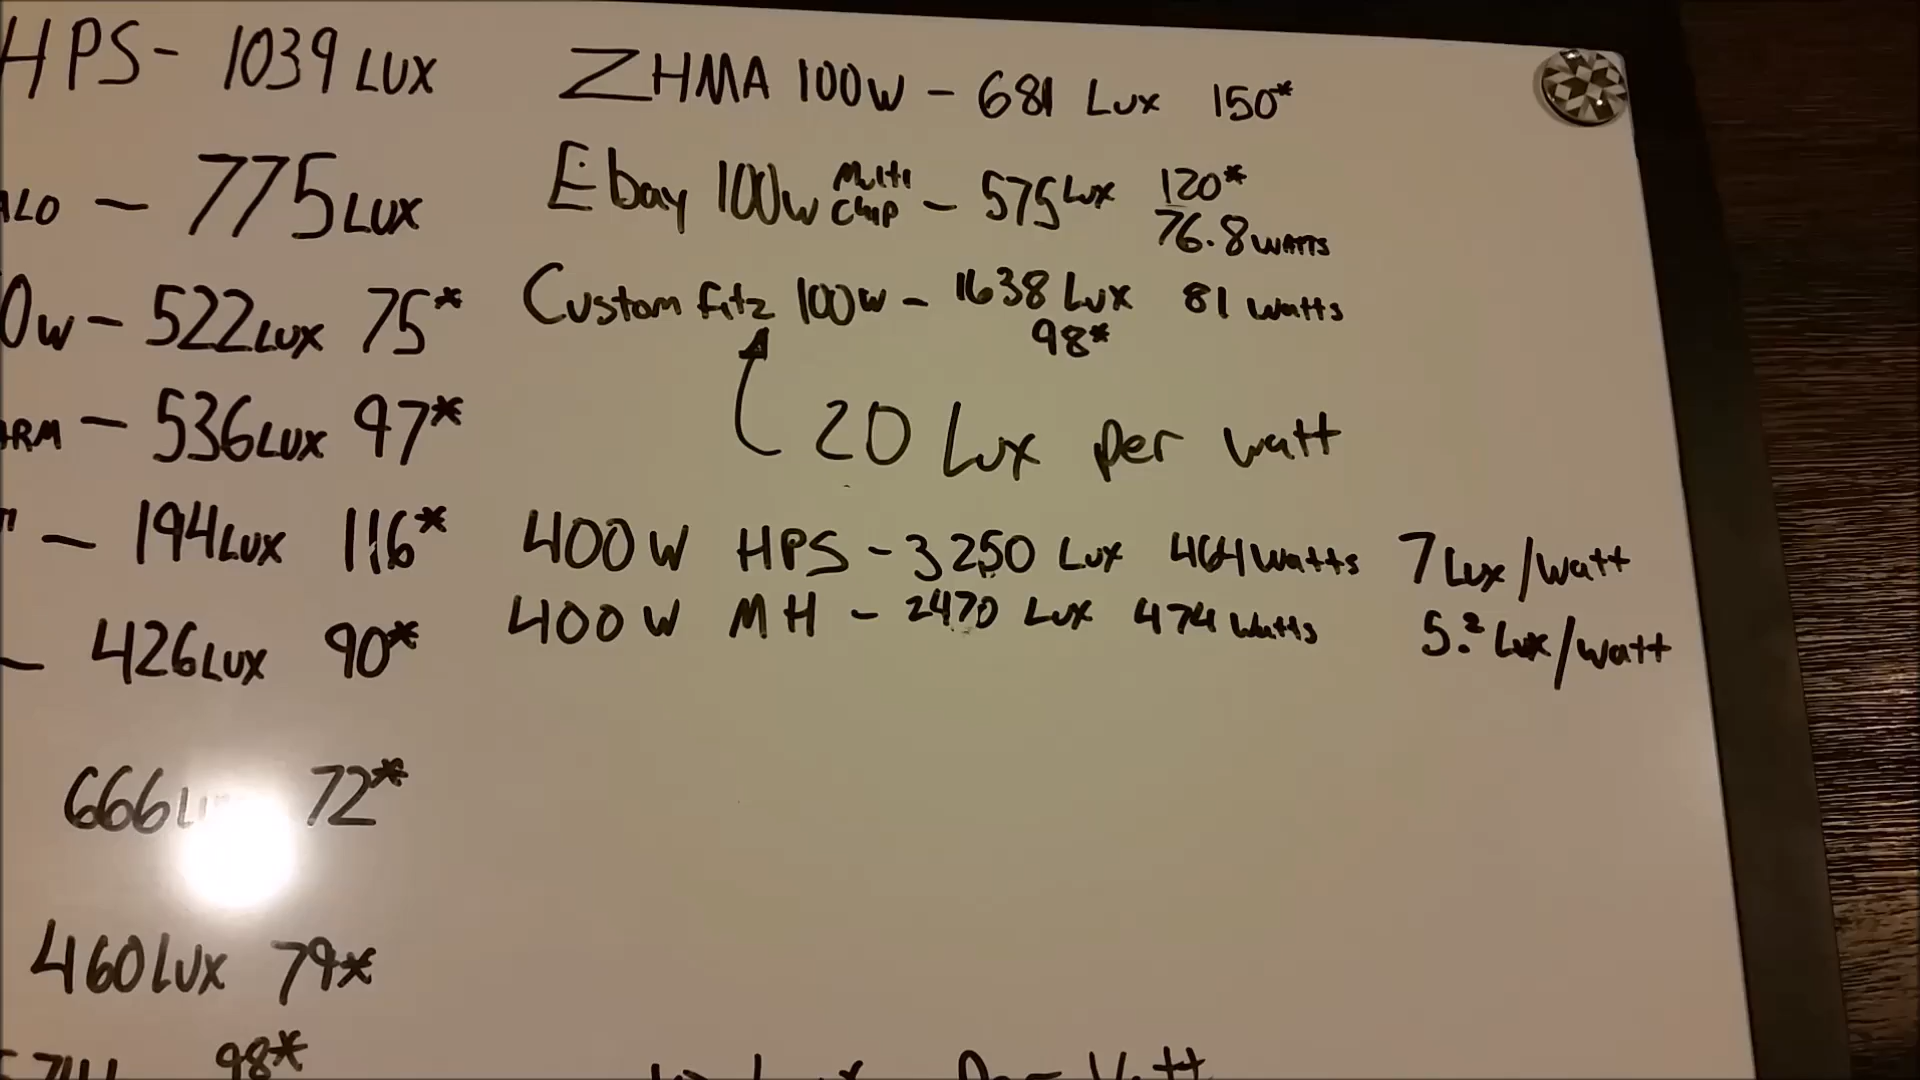 HPS- 1039 LUX
ALO - 775 LUX
0w - 522 LUX 75*
ARM - 536 LUX 97*
" - 194 LUX 116*
- 426 LUX 90*
666 72*
460 LUX 79*
98*
ZHMA 100W - 681 Lux 150*
Ebay 100w Multi Chip - 575 Lux 120*
76.8 WATTS
Custom fitz 100w - 1638 Lux 81 watts
98*
20 Lux per watt
400W HPS - 3250 Lux 464 Watts 7 Lux/Watt
400W MH - 2470 Lux 474 Watts 5.2 Lux/Watt